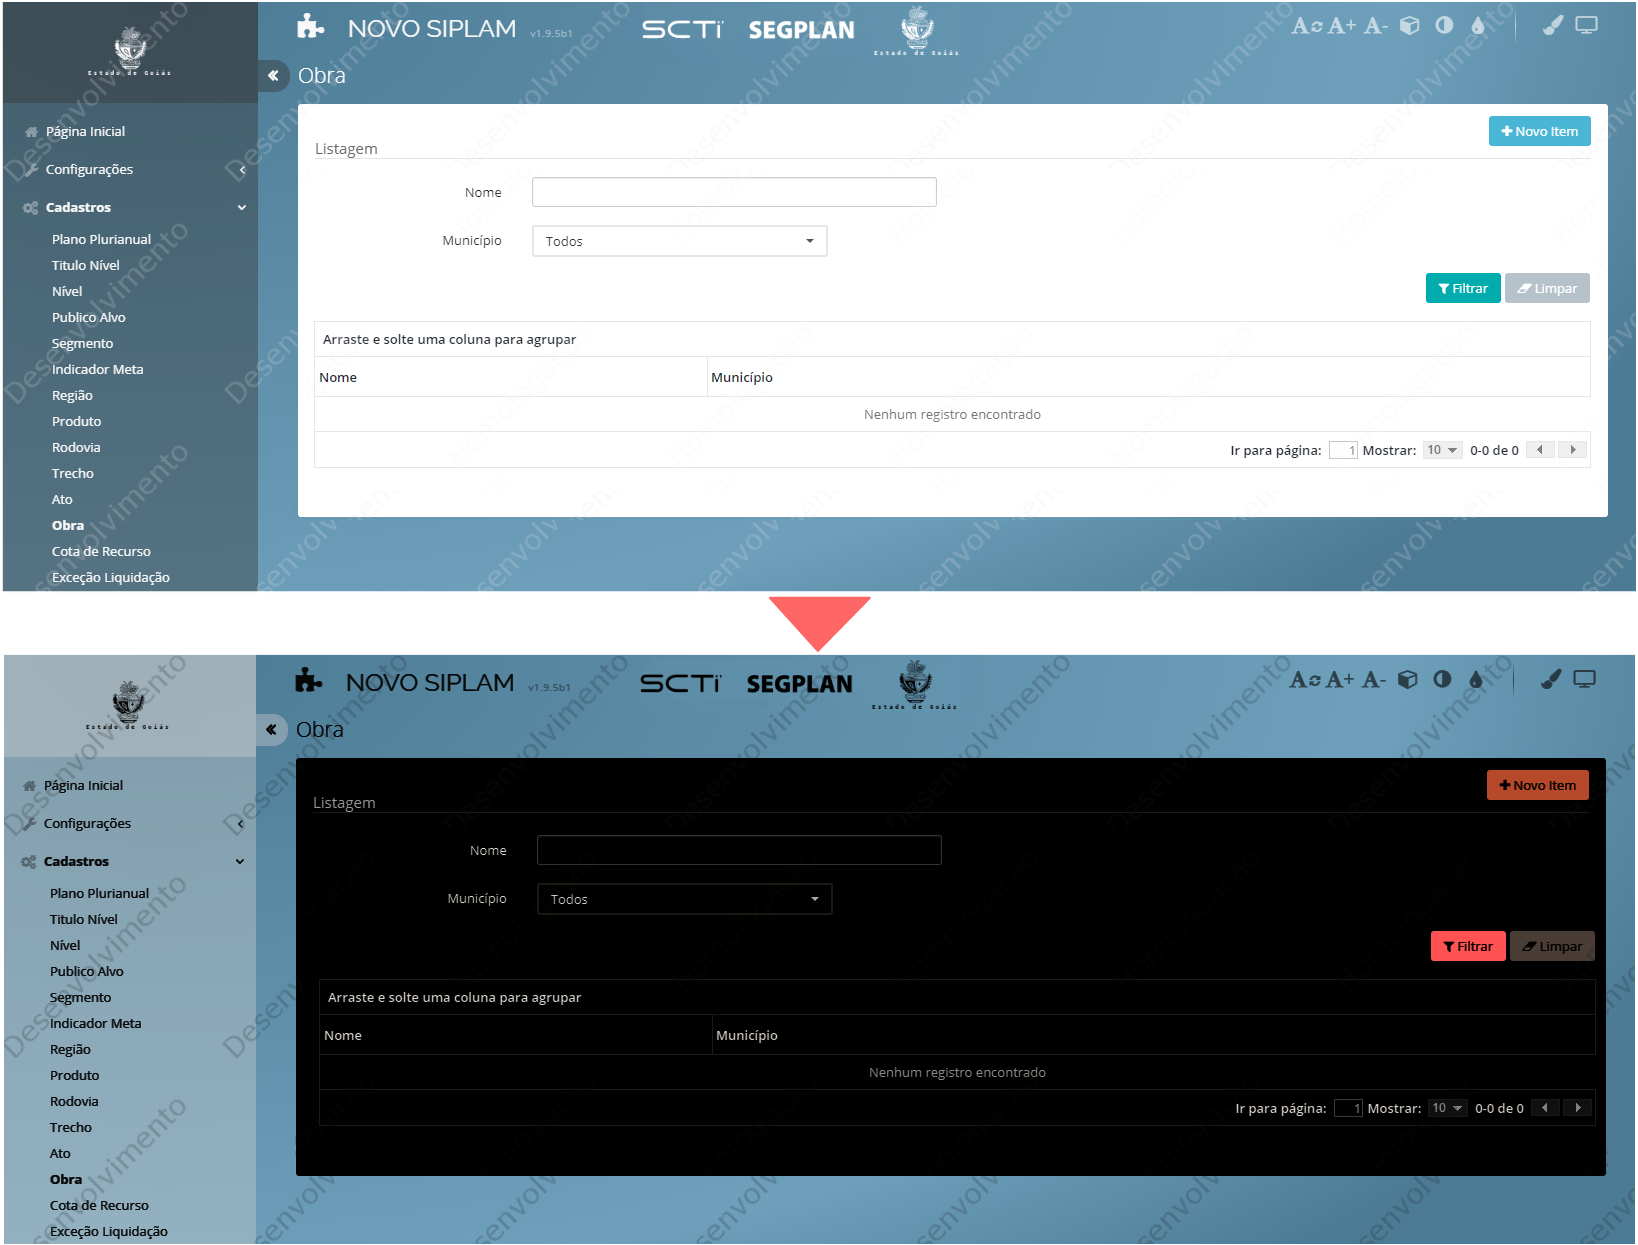 NOVO SIPLAM v1.9.5b1 SCTi SEGPLAN
Estado de Goiás
Estado de Goiás
A A+ A-
« Obra
Página Inicial
Configurações
Cadastros
Plano Plurianual
Titulo Nível
Nível
Publico Alvo
Segmento
Indicador Meta
Região
Produto
Rodovia
Trecho
Ato
Obra
Cota de Recurso
Exceção Liquidação
+ Novo Item
Listagem
Nome
Município Todos
Filtrar Limpar
Arraste e solte uma coluna para agrupar
Nome Município
Nenhum registro encontrado
Ir para página: 1 Mostrar: 10 0-0 de 0
Desenvolvimento
Homologação
NOVO SIPLAM v1.9.5b1 SCTi SEGPLAN
Estado de Goiás
Estado de Goiás
A A+ A-
« Obra
Página Inicial
Configurações
Cadastros
Plano Plurianual
Titulo Nível
Nível
Publico Alvo
Segmento
Indicador Meta
Região
Produto
Rodovia
Trecho
Ato
Obra
Cota de Recurso
Exceção Liquidação
+ Novo Item
Listagem
Nome
Município Todos
Filtrar Limpar
Arraste e solte uma coluna para agrupar
Nome Município
Nenhum registro encontrado
Ir para página: 1 Mostrar: 10 0-0 de 0
Desenvolvimento
Homologação